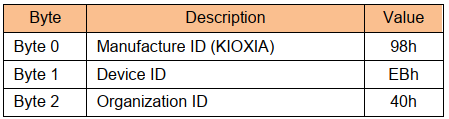 Byte Description Value
Byte 0 Manufacture ID (KIOXIA) 98h
Byte 1 Device ID EBh
Byte 2 Organization ID 40h